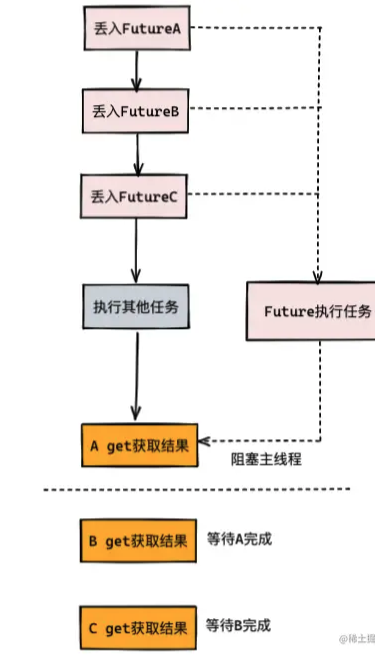 丢入FutureA
丢入FutureB
丢入FutureC
执行其他任务
Future执行任务
A get获取结果
阻塞主线程
B get获取结果
等待A完成
C get获取结果
等待B完成
@稀土掘